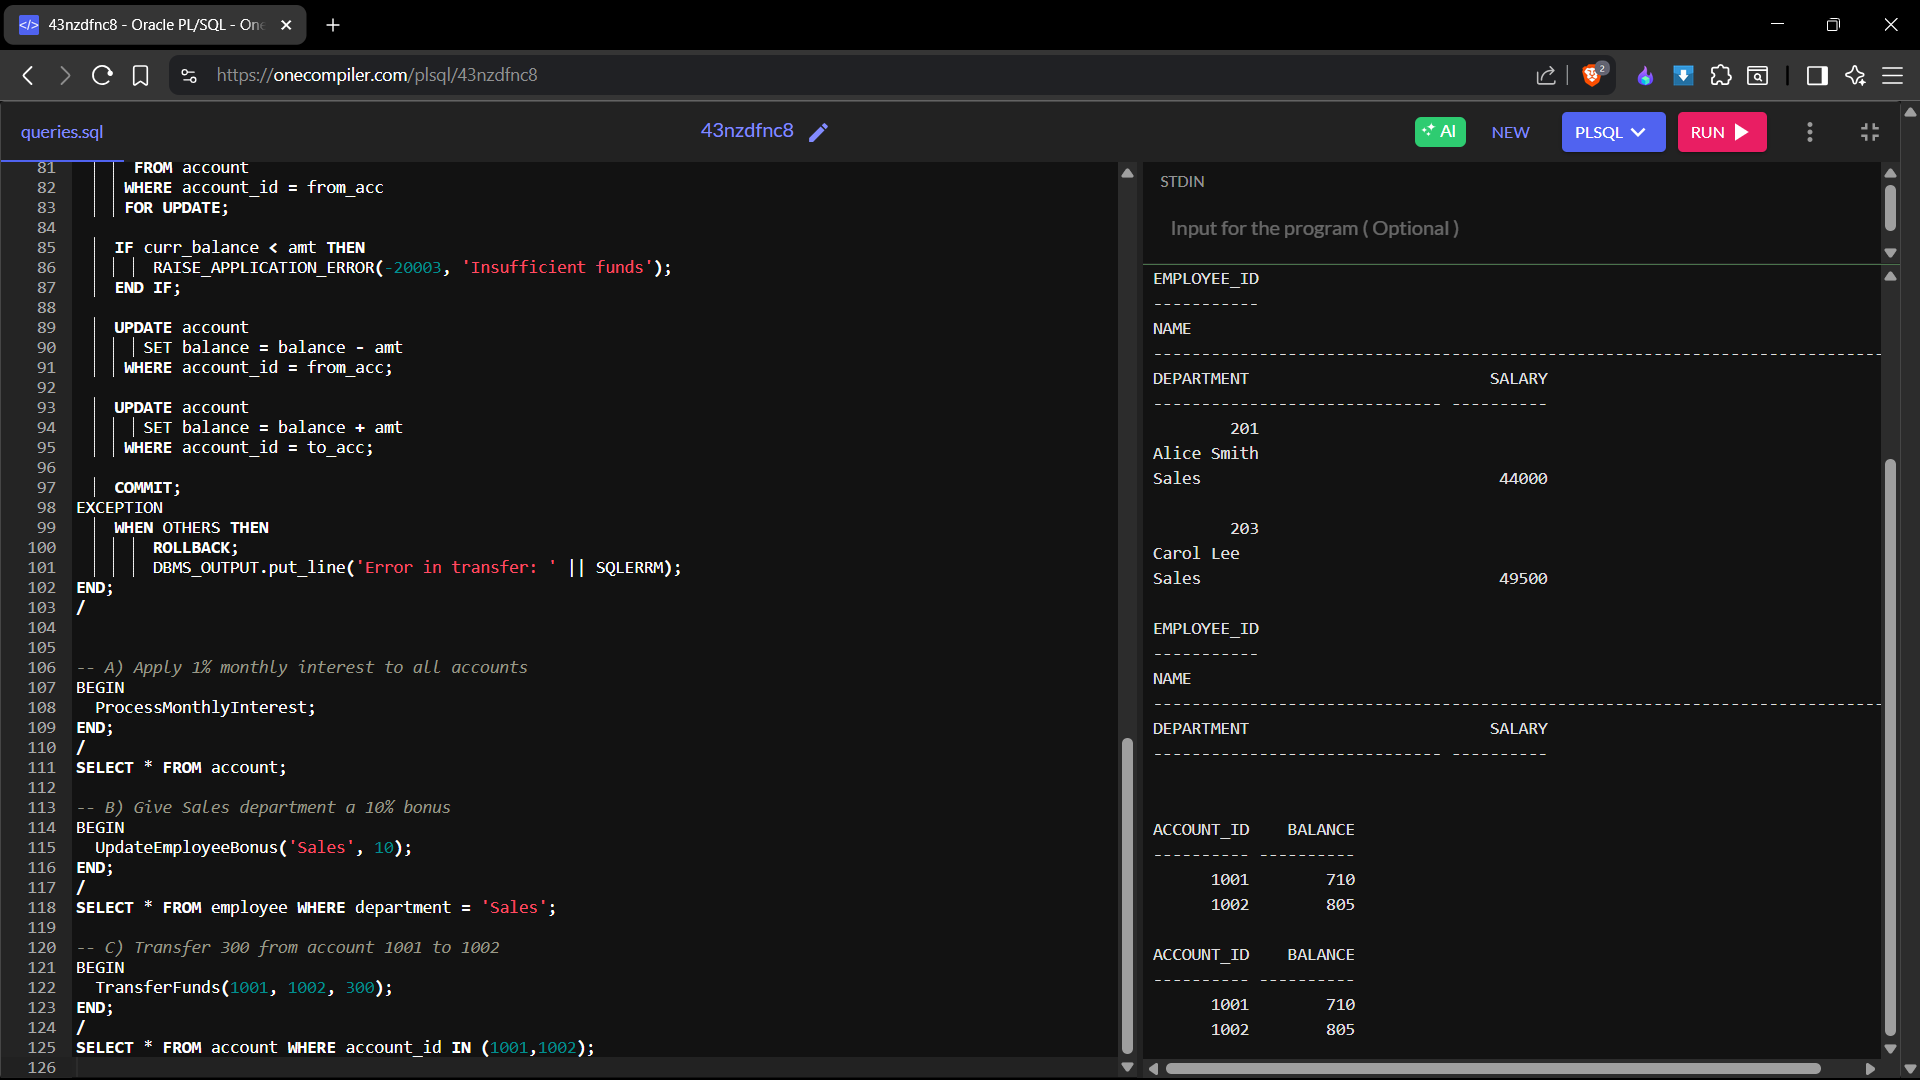 43nzdfnc8 - Oracle PL/SQL - One
https://onecompiler.com/plsql/43nzdfnc8
2
queries.sql
43nzdfnc8
AI
NEW
PLSQL
RUN
81 FROM account
82 WHERE account_id = from_acc
83 FOR UPDATE;
84
85 IF curr_balance < amt THEN
86 RAISE_APPLICATION_ERROR(-20003, 'Insufficient funds');
87 END IF;
88
89 UPDATE account
90 SET balance = balance - amt
91 WHERE account_id = from_acc;
92
93 UPDATE account
94 SET balance = balance + amt
95 WHERE account_id = to_acc;
96
97 COMMIT;
98 EXCEPTION
99 WHEN OTHERS THEN
100 ROLLBACK;
101 DBMS_OUTPUT.put_line('Error in transfer: ' || SQLERRM);
102 END;
103 /
104
105
106 -- A) Apply 1% monthly interest to all accounts
107 BEGIN
108 ProcessMonthlyInterest;
109 END;
110 /
111 SELECT * FROM account;
112
113 -- B) Give Sales department a 10% bonus
114 BEGIN
115 UpdateEmployeeBonus('Sales', 10);
116 END;
117 /
118 SELECT * FROM employee WHERE department = 'Sales';
119
120 -- C) Transfer 300 from account 1001 to 1002
121 BEGIN
122 TransferFunds(1001, 1002, 300);
123 END;
124 /
125 SELECT * FROM account WHERE account_id IN (1001,1002);
126
STDIN
Input for the program ( Optional )
EMPLOYEE_ID
-----------
NAME
----------------------------------------------------------------------------
DEPARTMENT SALARY
------------------------------ ----------
201
Alice Smith
Sales 44000
203
Carol Lee
Sales 49500
EMPLOYEE_ID
-----------
NAME
----------------------------------------------------------------------------
DEPARTMENT SALARY
------------------------------ ----------
ACCOUNT_ID BALANCE
---------- ----------
1001 710
1002 805
ACCOUNT_ID BALANCE
---------- ----------
1001 710
1002 805